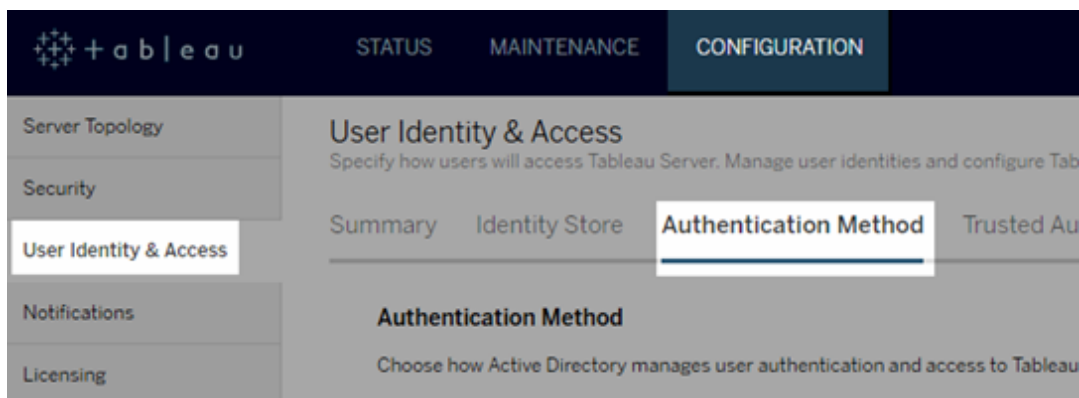 +ableau
STATUS MAINTENANCE CONFIGURATION
Server Topology
Security
User Identity & Access
Notifications
Licensing
User Identity & Access
Specify how users will access Tableau Server. Manage user identities and configure Tab
Summary Identity Store Authentication Method Trusted Au
Authentication Method
Choose how Active Directory manages user authentication and access to Tableau